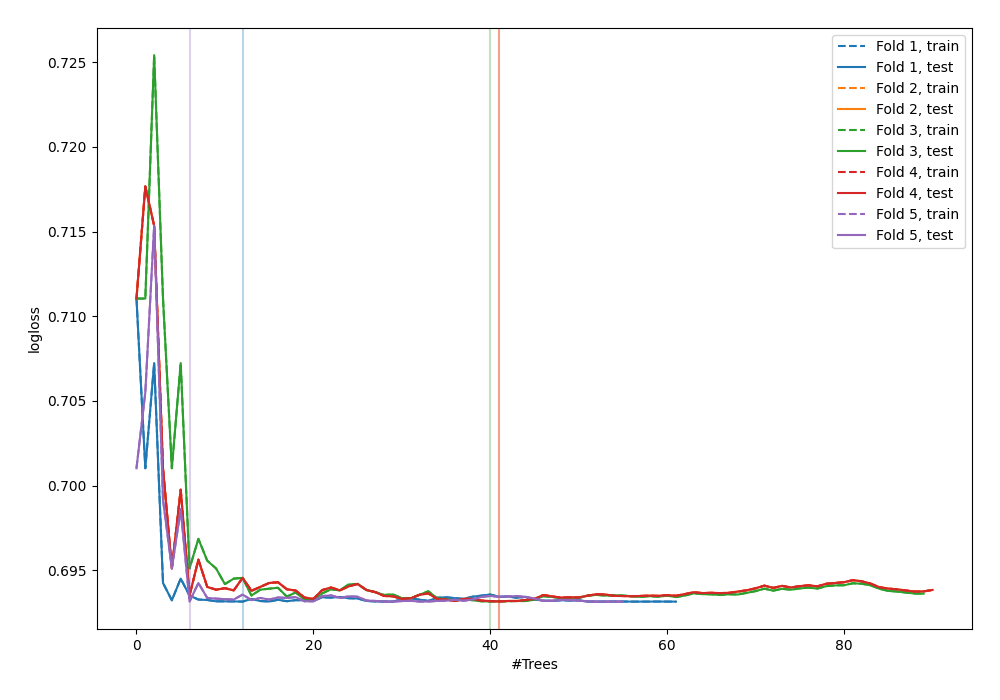 0.725
0.720
0.715
0.710
0.705
0.700
0.695
logloss
0
20
40
60
80
#Trees
Fold 1, train
Fold 1, test
Fold 2, train
Fold 2, test
Fold 3, train
Fold 3, test
Fold 4, train
Fold 4, test
Fold 5, train
Fold 5, test